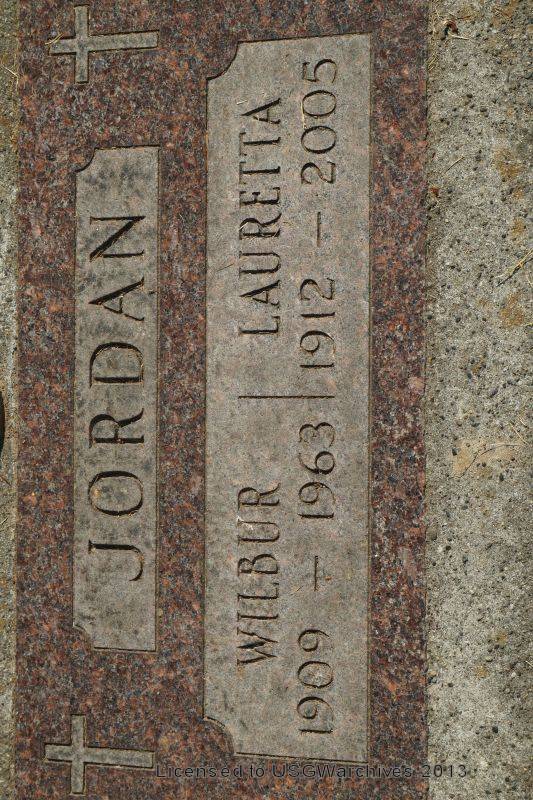 JORDAN
WILBUR LAURETTA
1909 – 1963 1912 – 2005
Licensed to USGWarchives 2013